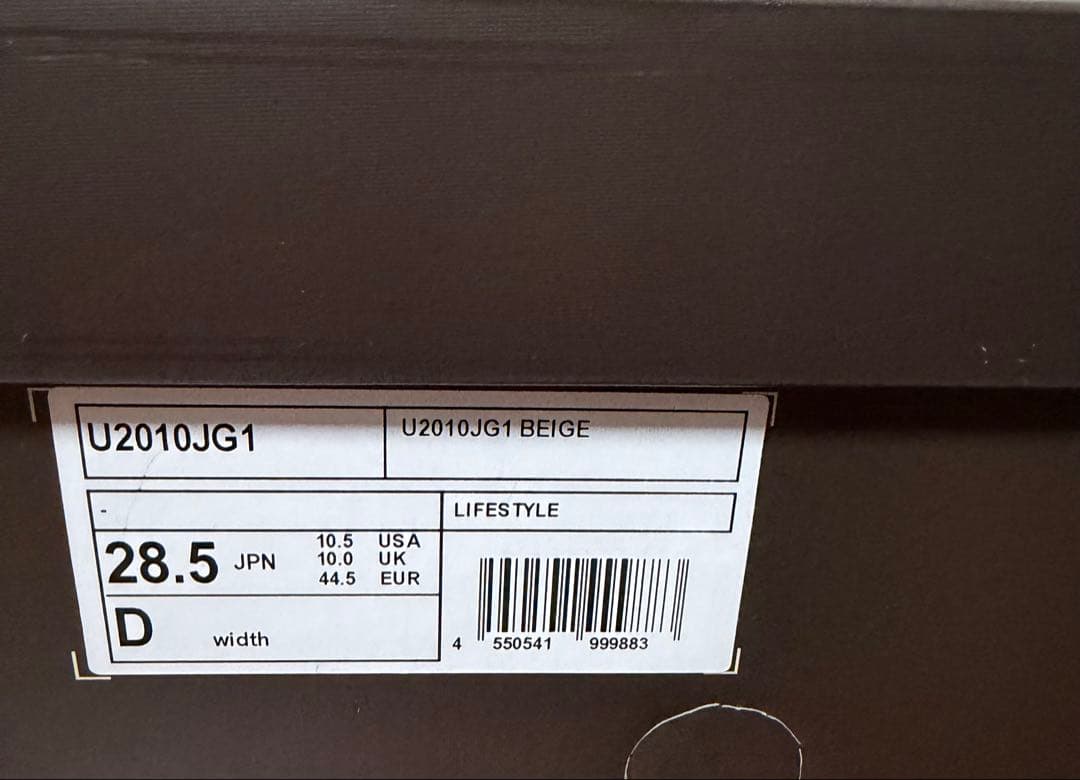 U2010JG1
U2010JG1 BEIGE
-
LIFESTYLE
28.5 JPN
10.5 USA
10.0 UK
44.5 EUR
D width
4 550541 999883